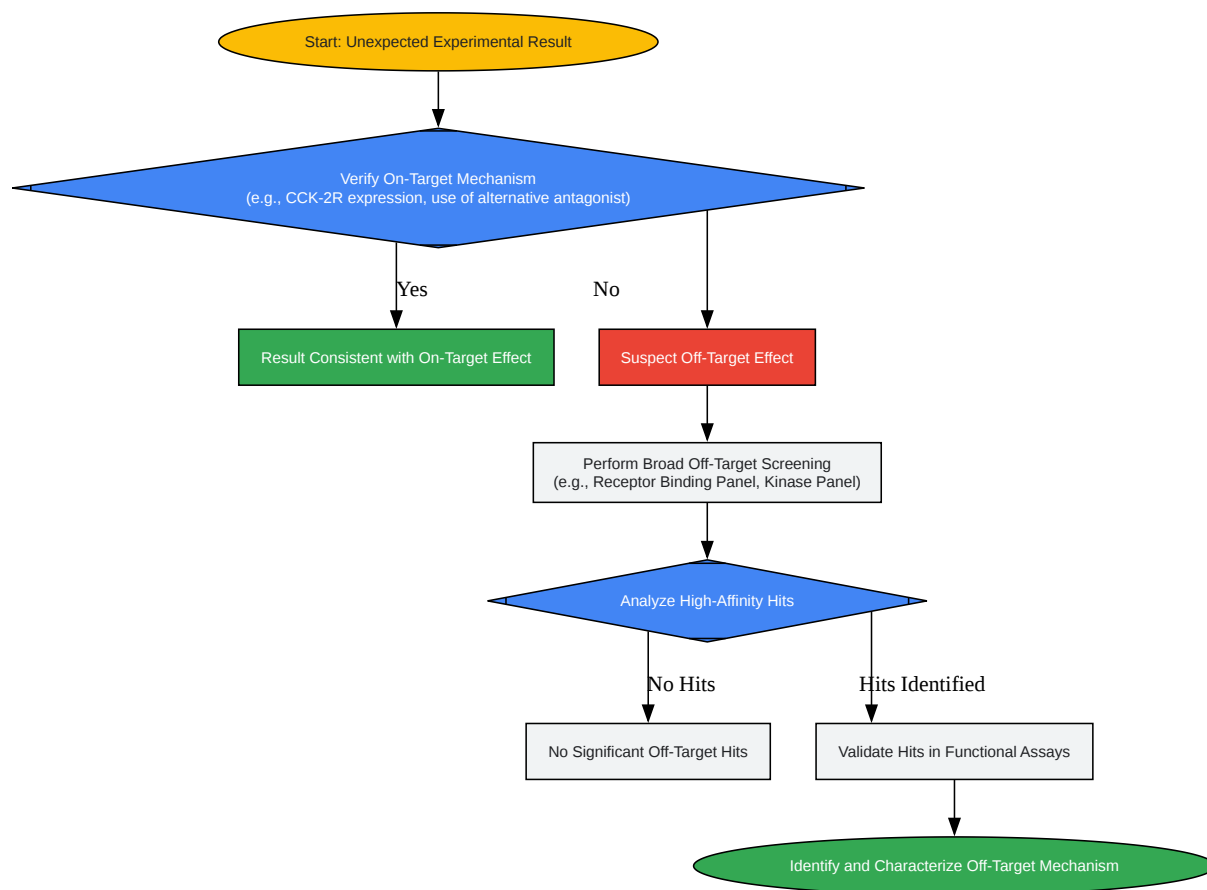 Start: Unexpected Experimental Result
Verify On-Target Mechanism
(e.g., CCK-2R expression, use of alternative antagonist)
Yes
No
Result Consistent with On-Target Effect
Suspect Off-Target Effect
Perform Broad Off-Target Screening
(e.g., Receptor Binding Panel, Kinase Panel)
Analyze High-Affinity Hits
No Hits
Hits Identified
No Significant Off-Target Hits
Validate Hits in Functional Assays
Identify and Characterize Off-Target Mechanism